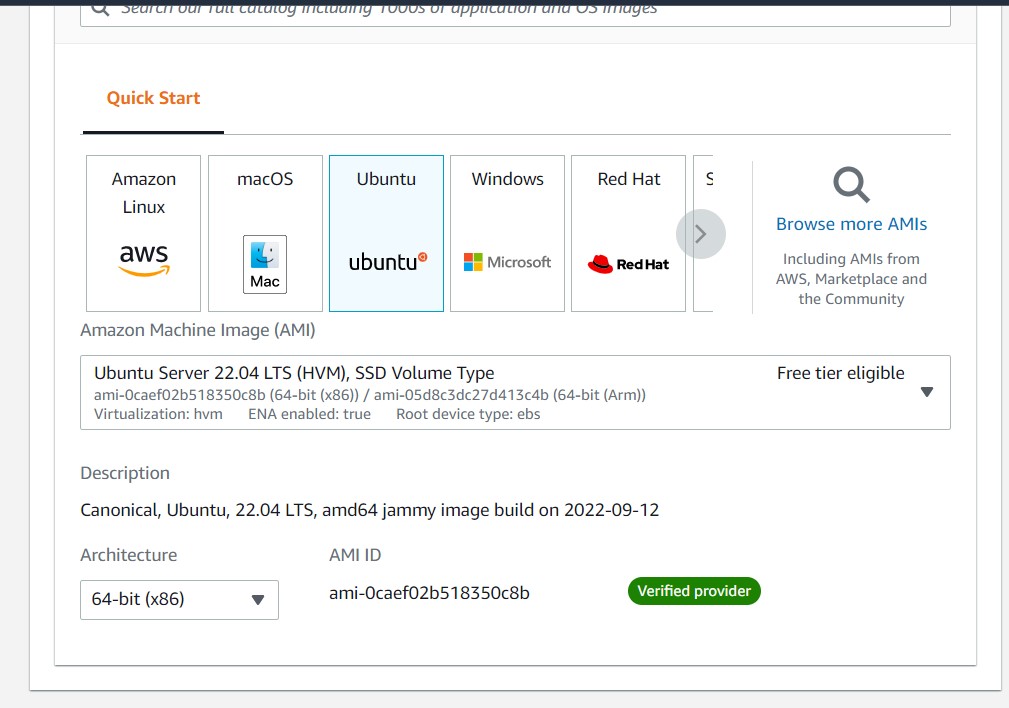 Search our full catalog including 1000s of application and OS images
Quick Start
Amazon
Linux
aws
macOS
Mac
Ubuntu
ubuntu
Windows
Microsoft
Red Hat
Red Hat
S
Browse more AMIs
Including AMIs from
AWS, Marketplace and
the Community
Amazon Machine Image (AMI)
Ubuntu Server 22.04 LTS (HVM), SSD Volume Type
Free tier eligible
ami-0caef02b518350c8b (64-bit (x86)) / ami-05d8c3dc27d413c4b (64-bit (Arm))
Virtualization: hvm ENA enabled: true Root device type: ebs
Description
Canonical, Ubuntu, 22.04 LTS, amd64 jammy image build on 2022-09-12
Architecture
AMI ID
64-bit (x86)
ami-0caef02b518350c8b
Verified provider